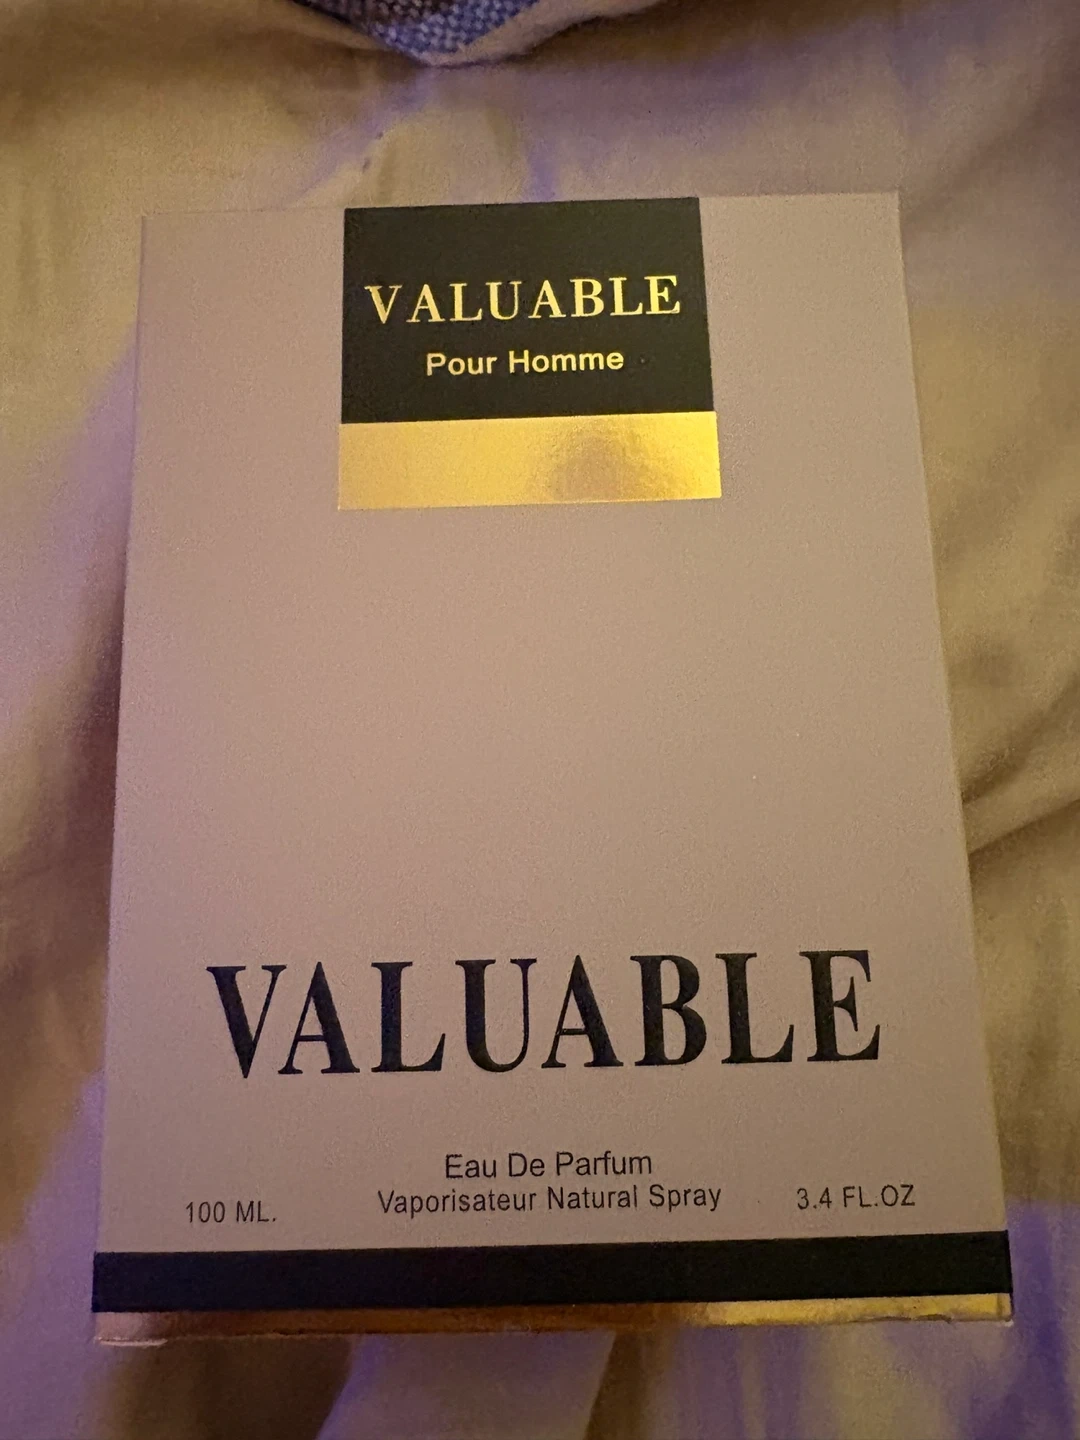 VALUABLE
Pour Homme
VALUABLE
Eau De Parfum
100 ML. Vaporisateur Natural Spray 3.4 FL.OZ